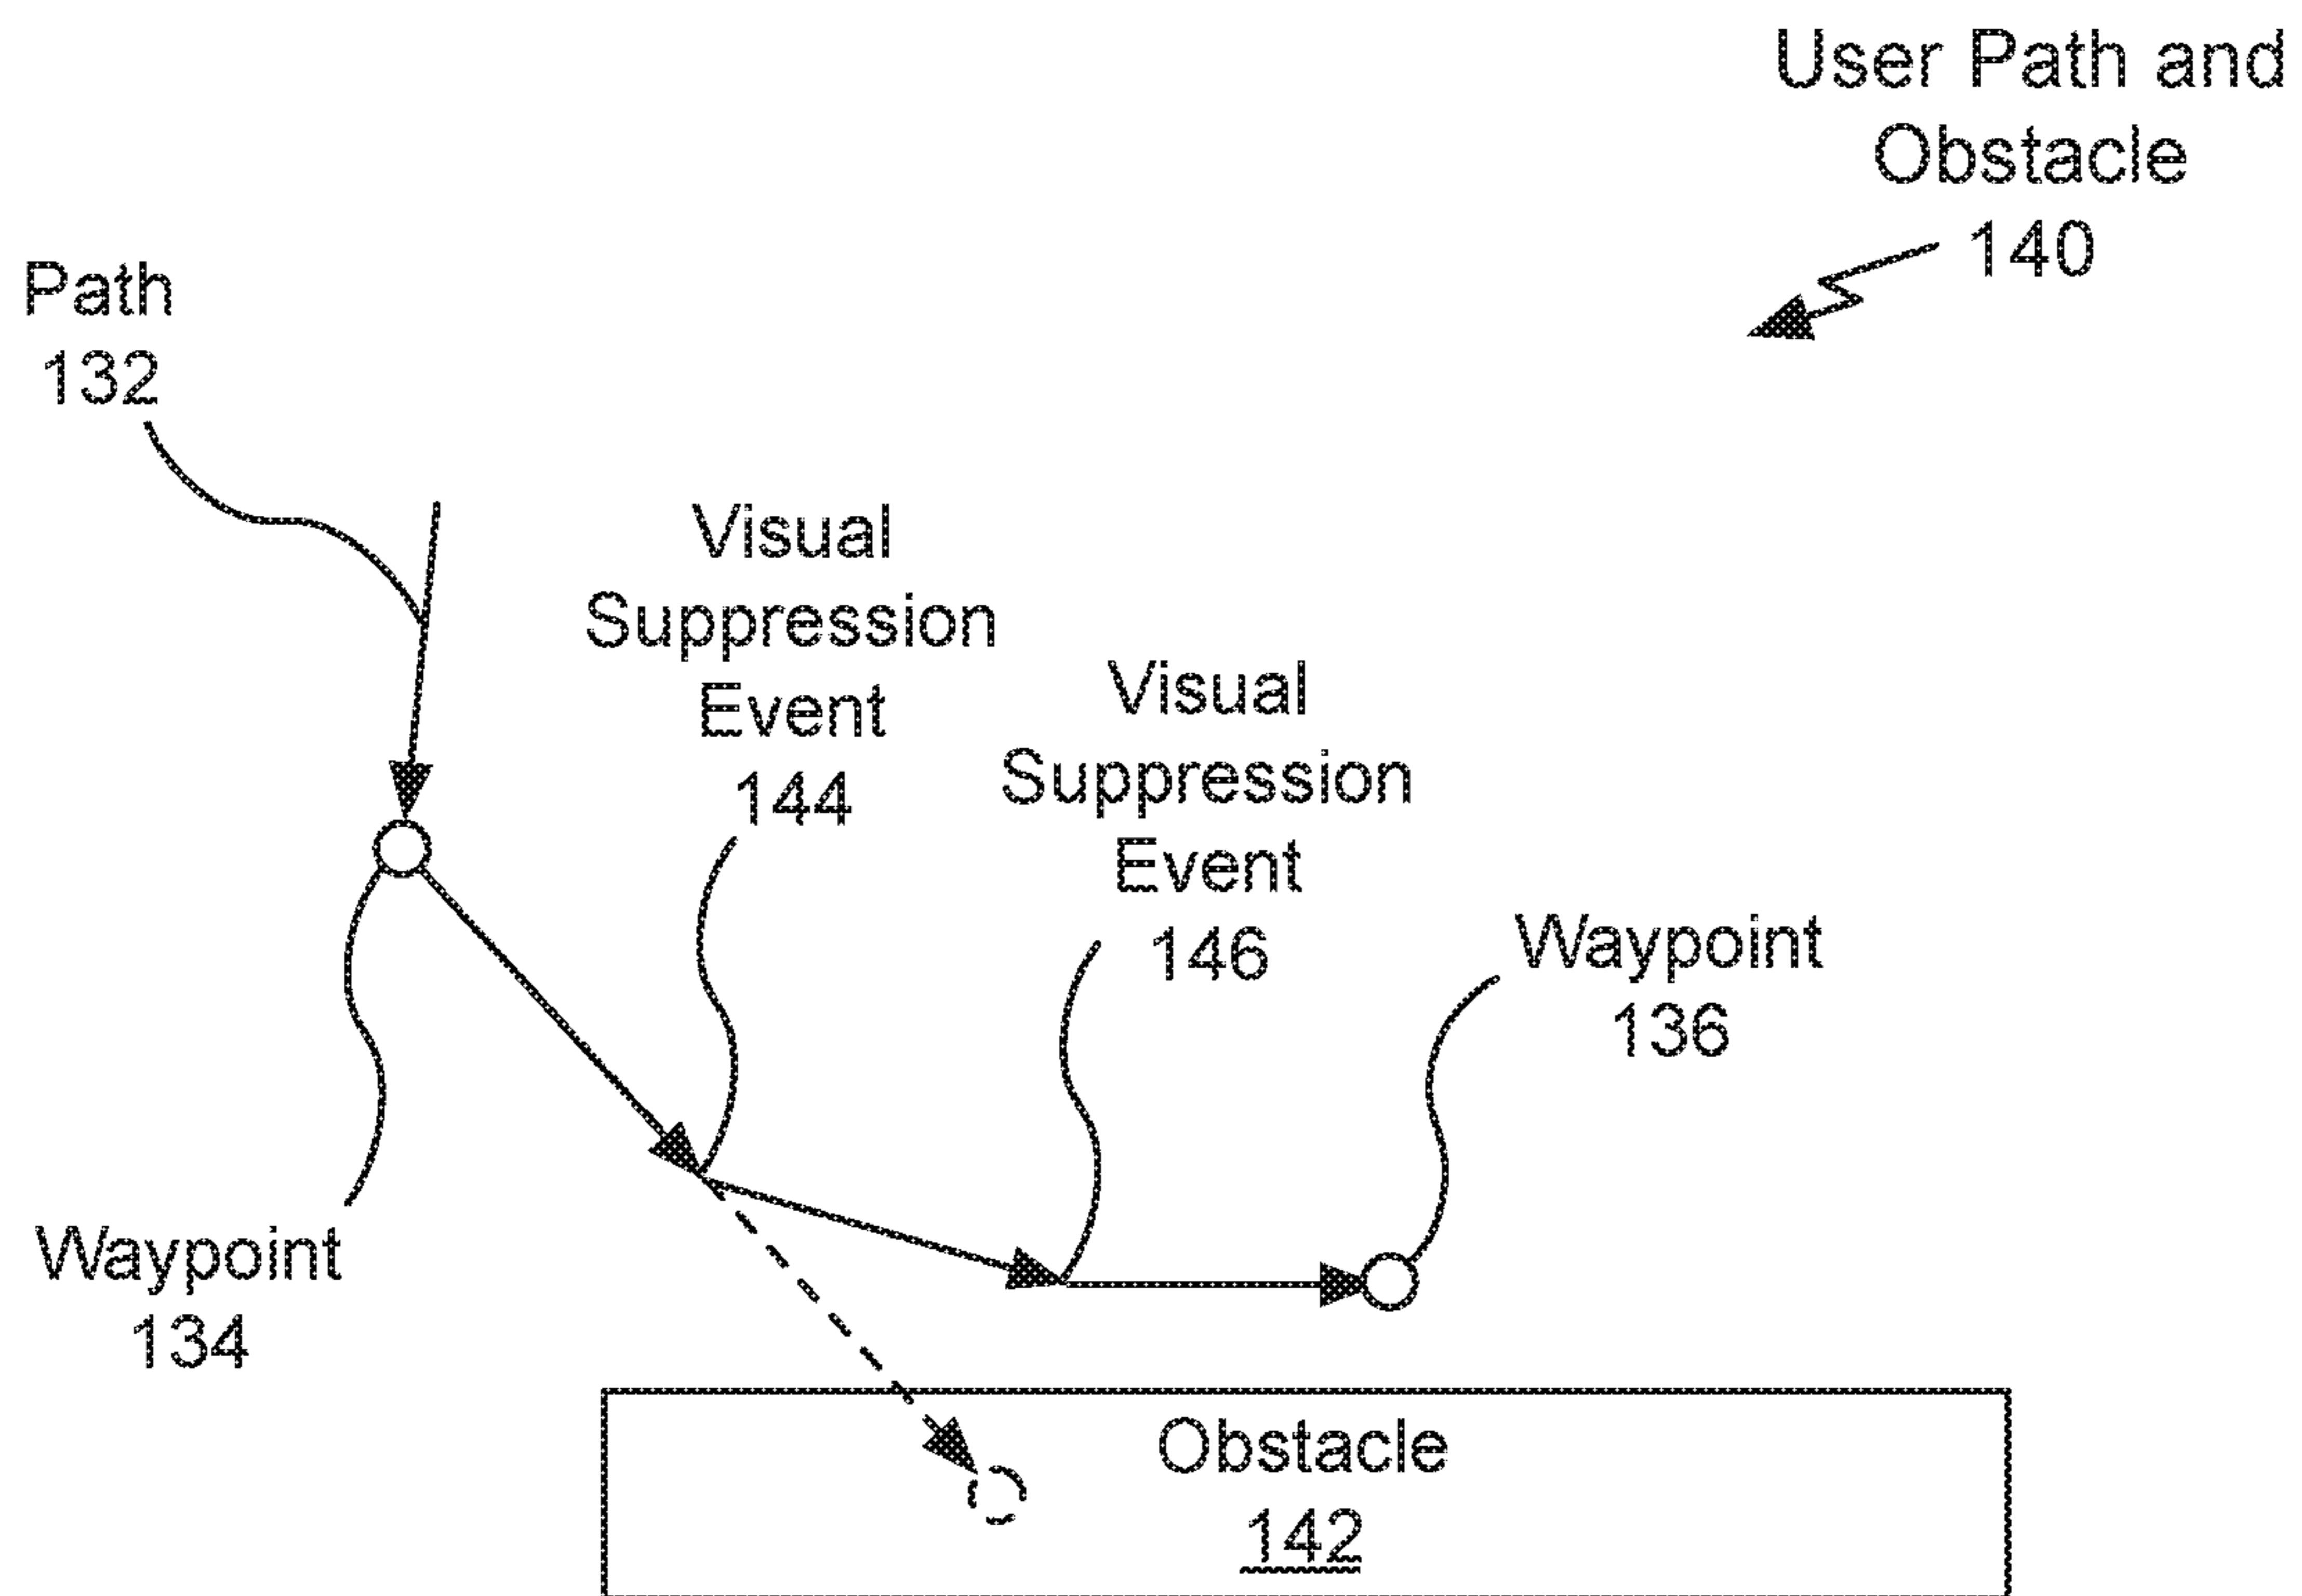 User Path and
Obstacle
140
Path
132
Visual
Suppression
Event
144
Visual
Suppression
Event
146
Waypoint
136
Waypoint
134
Obstacle
142